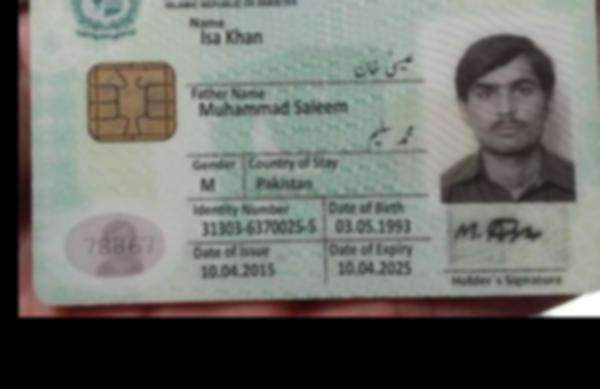 ISLAMIC REPUBLIC OF PAKISTAN
Name
Isa Khan
عیسیٰ خان
Father Name
Muhammad Saleem
محمد سلیم
Gender Country of Stay
M Pakistan
Identity Number Date of Birth
31303-6370025-5 03.05.1993
78867
Date of Issue Date of Expiry
10.04.2015 10.04.2025
Holder's Signature